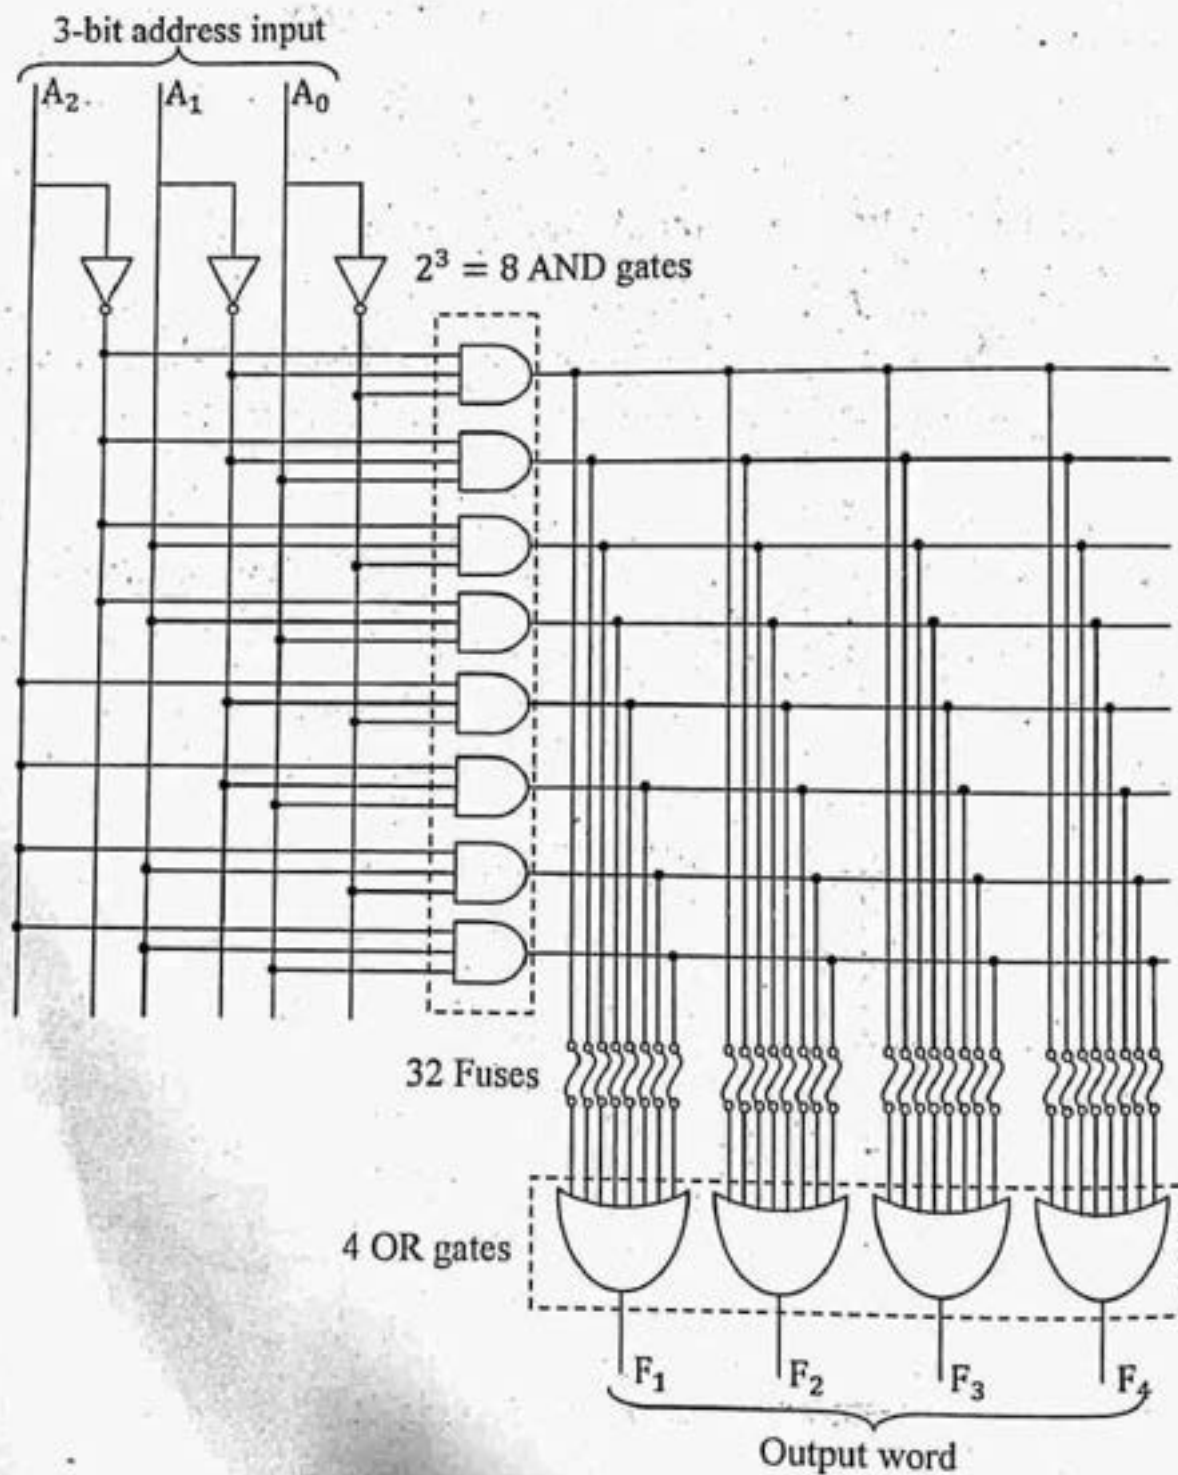 3-bit address input
A₂ A₁ A₀
2³ = 8 AND gates
32 Fuses
4 OR gates
F₁ F₂ F₃ F₄
Output word